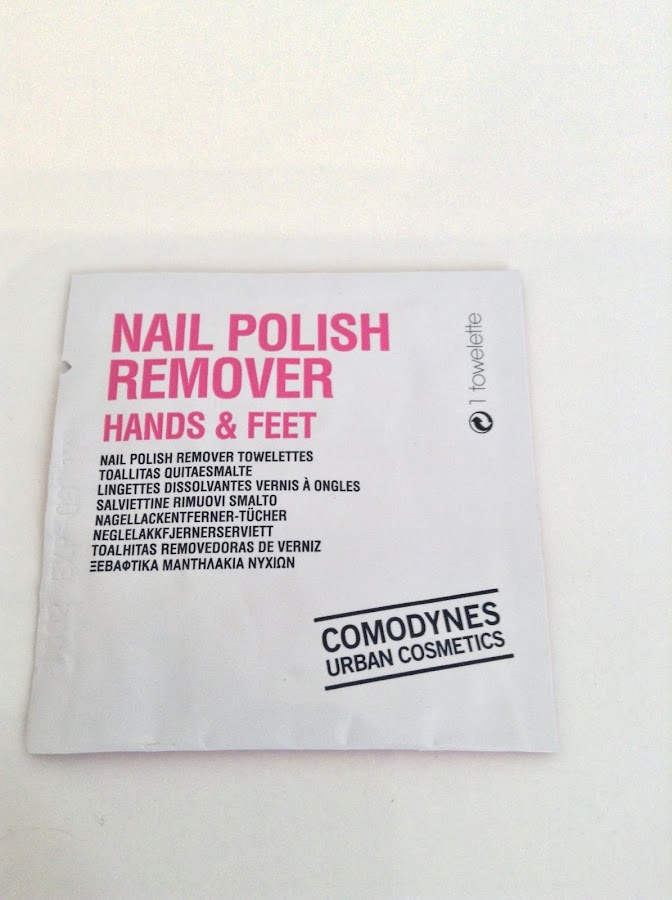 NAIL POLISH
REMOVER
HANDS & FEET
NAIL POLISH REMOVER TOWELETTES
TOALLITAS QUITAESMALTE
LINGETTES DISSOLVANTES VERNIS À ONGLES
SALVIETTINE RIMUOVI SMALTO
NAGELLACKENTFERNER-TÜCHER
NEGLELAKKFJERNERSERVIETT
TOALHITAS REMOVEDORAS DE VERNIZ
ΞΕΒΑΦΤΙΚΑ ΜΑΝΤΗΛΑΚΙΑ ΝΥΧΙΩΝ
1 towelette
COMODYNES
URBAN COSMETICS